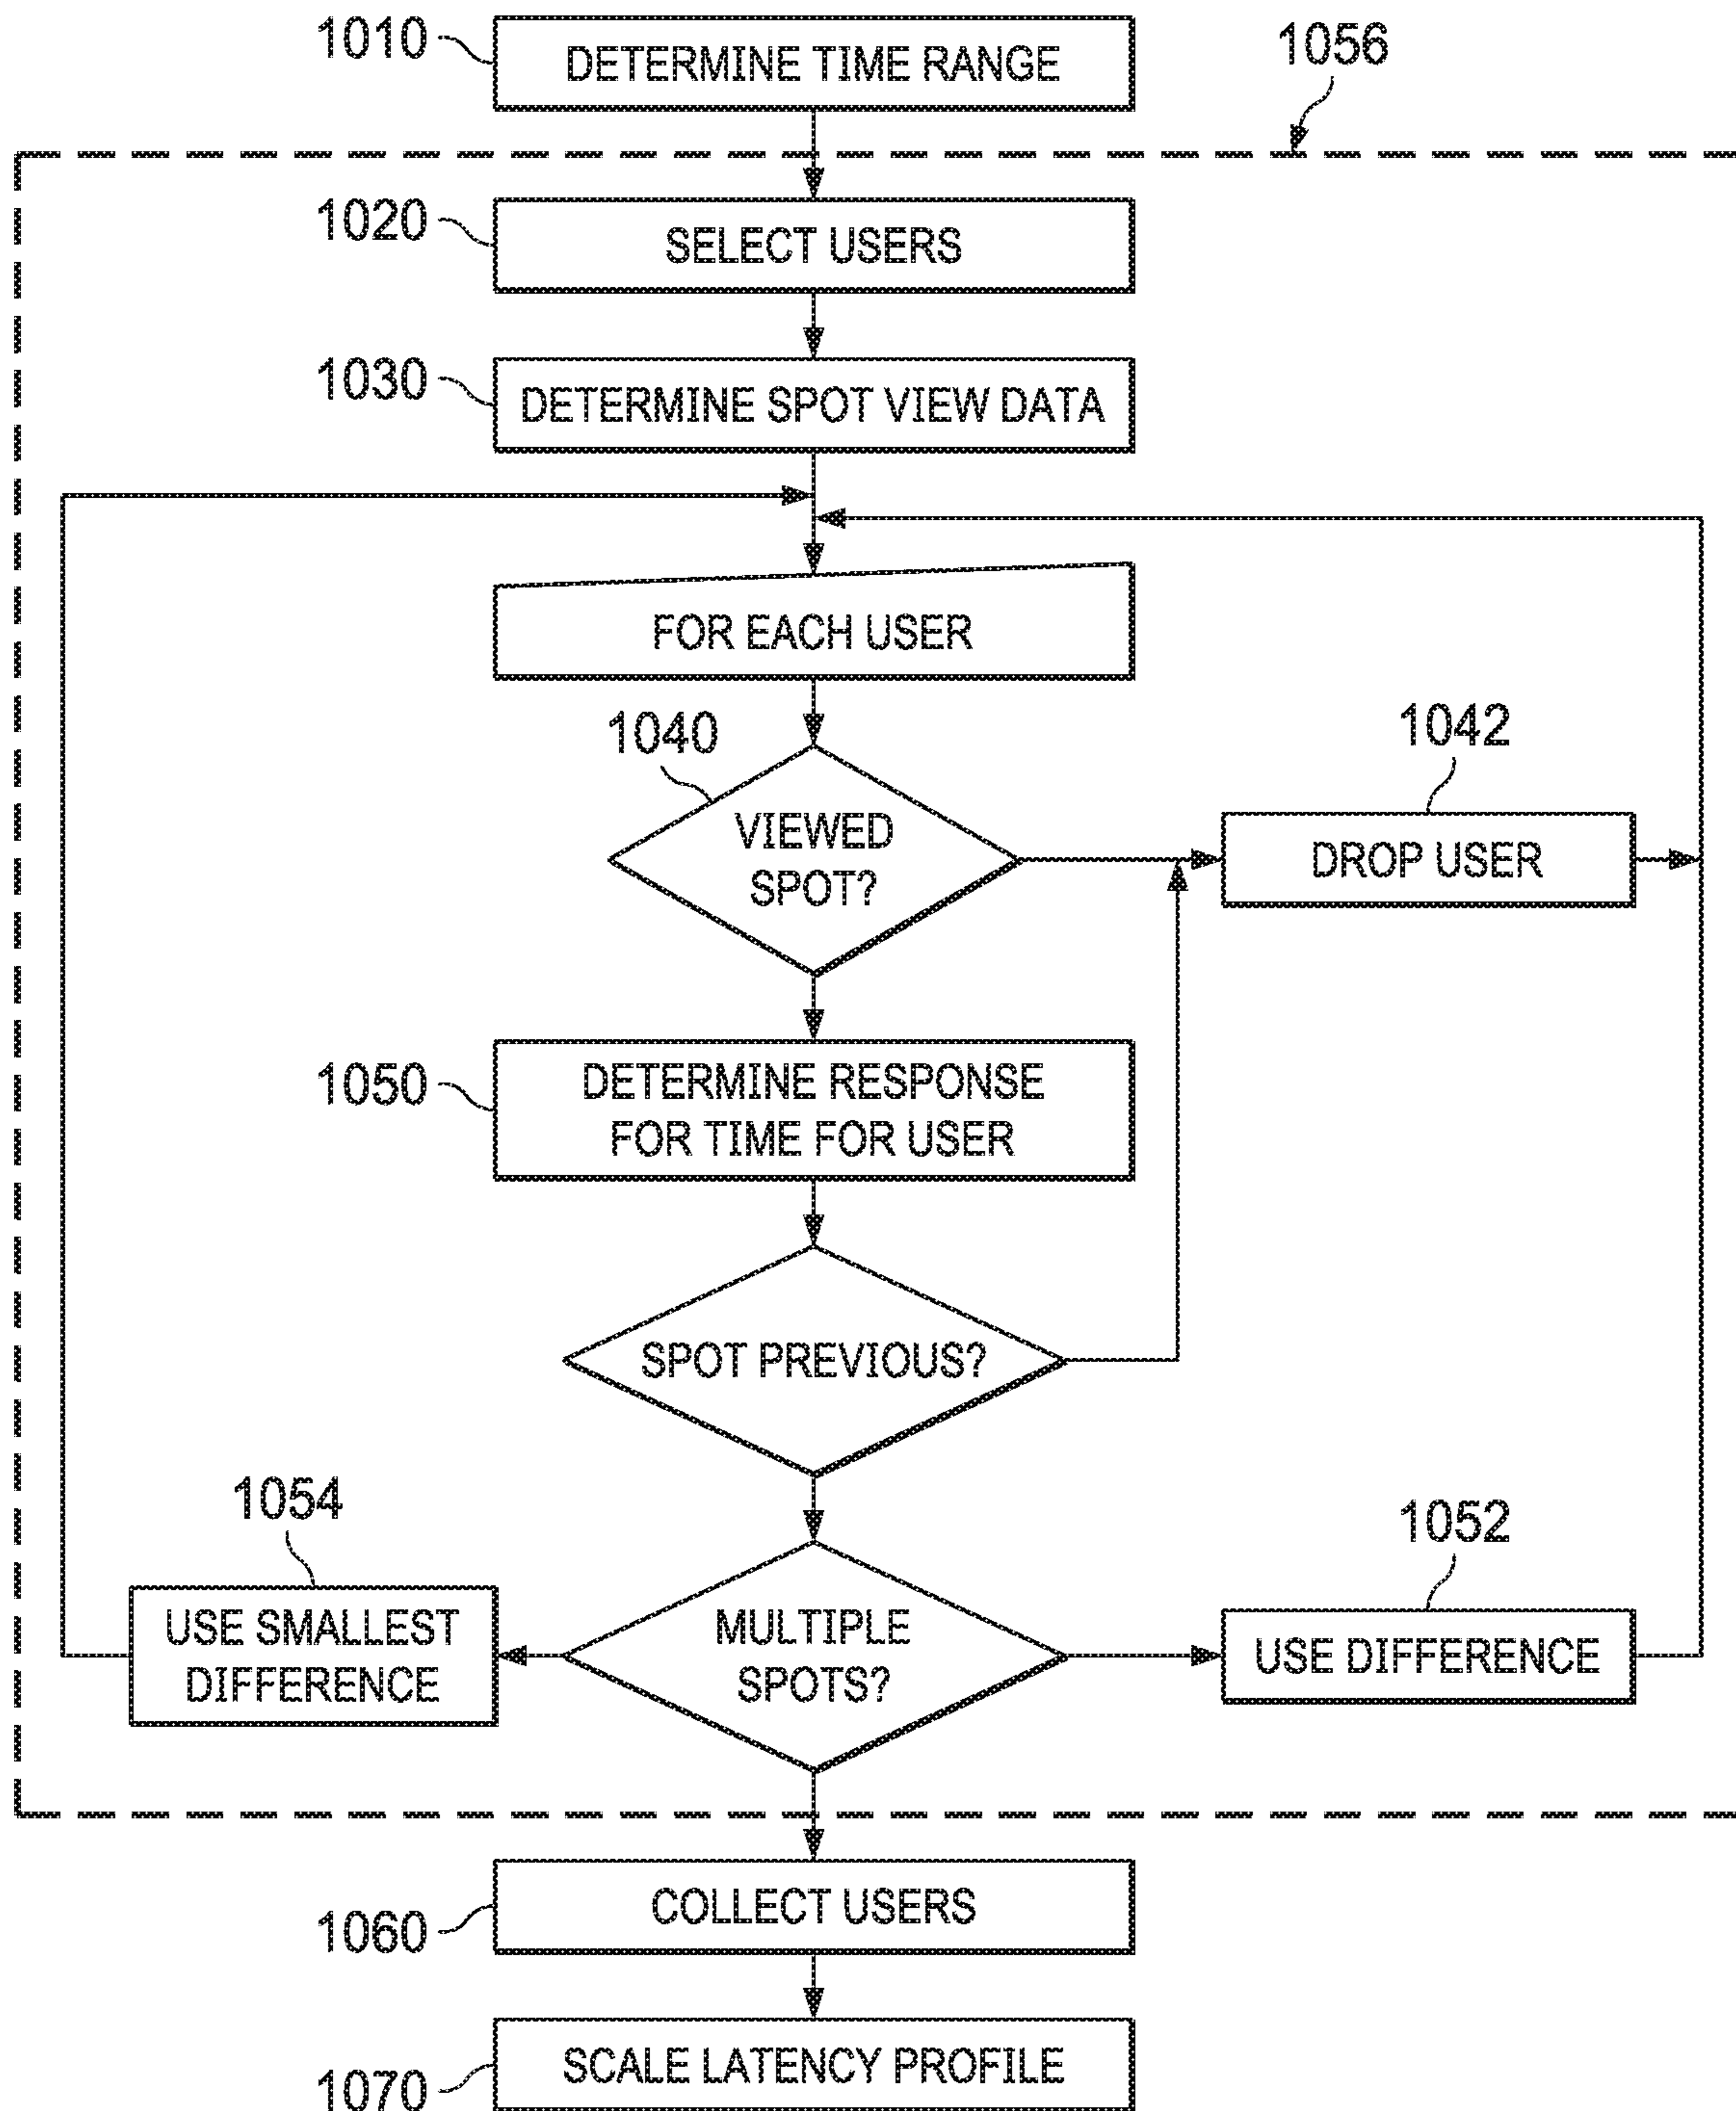 1010
DETERMINE TIME RANGE
1056
1020
SELECT USERS
1030
DETERMINE SPOT VIEW DATA
FOR EACH USER
1040
VIEWED
SPOT?
1042
DROP USER
1050
DETERMINE RESPONSE
FOR TIME FOR USER
SPOT PREVIOUS?
1054
USE SMALLEST
DIFFERENCE
MULTIPLE
SPOTS?
1052
USE DIFFERENCE
COLLECT USERS
1060
SCALE LATENCY PROFILE
1070